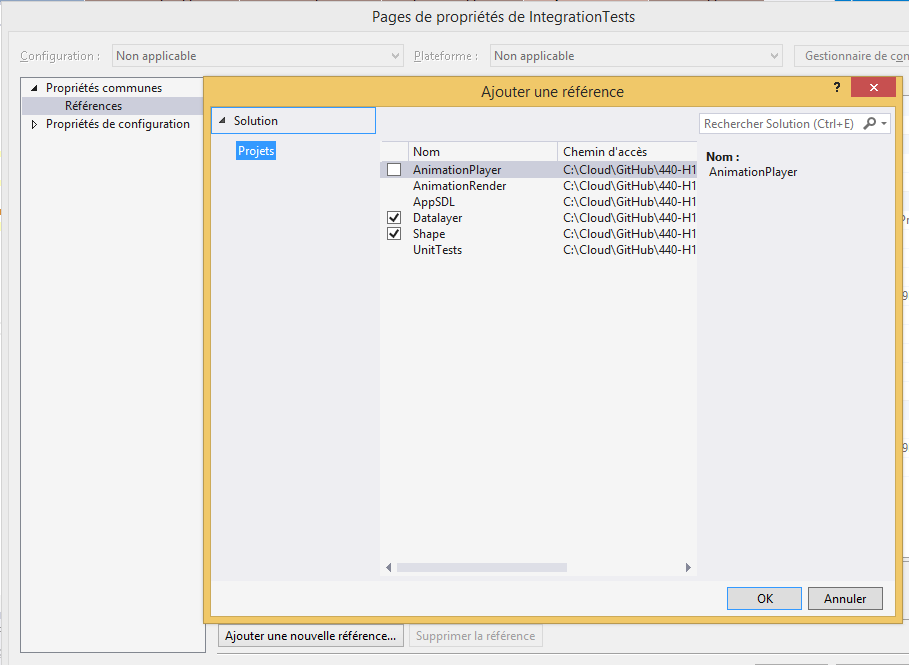 Pages de propriétés de IntegrationTests
Configuration : Non applicable Plateforme : Non applicable Gestionnaire de con
Propriétés communes
Références
Propriétés de configuration
Ajouter une référence
?
Solution
Rechercher Solution (Ctrl+E)
Projets
Nom Chemin d'accès
AnimationPlayer C:\Cloud\GitHub\440-H1
AnimationRender C:\Cloud\GitHub\440-H1
AppSDL C:\Cloud\GitHub\440-H1
Datalayer C:\Cloud\GitHub\440-H1
Shape C:\Cloud\GitHub\440-H1
UnitTests C:\Cloud\GitHub\440-H1
Nom :
AnimationPlayer
OK Annuler
Ajouter une nouvelle référence... Supprimer la référence